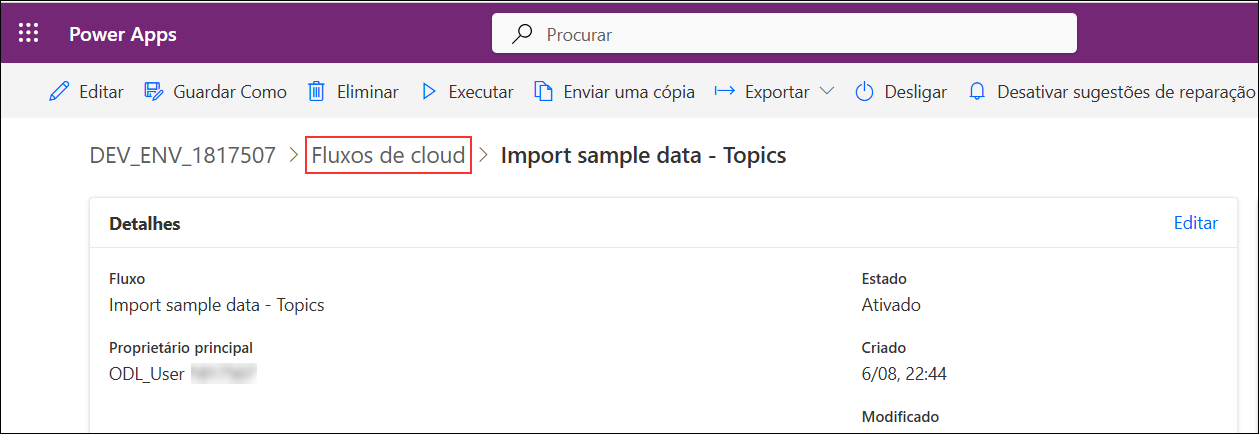 Power Apps
Procurar
Editar Guardar Como Eliminar Executar Enviar uma cópia Exportar Desligar Desativar sugestões de reparação
DEV_ENV_1817507 > Fluxos de cloud > Import sample data - Topics
Detalhes Editar
Fluxo Estado
Import sample data - Topics Ativado
Proprietário principal Criado
ODL_User 6/08, 22:44
Modificado